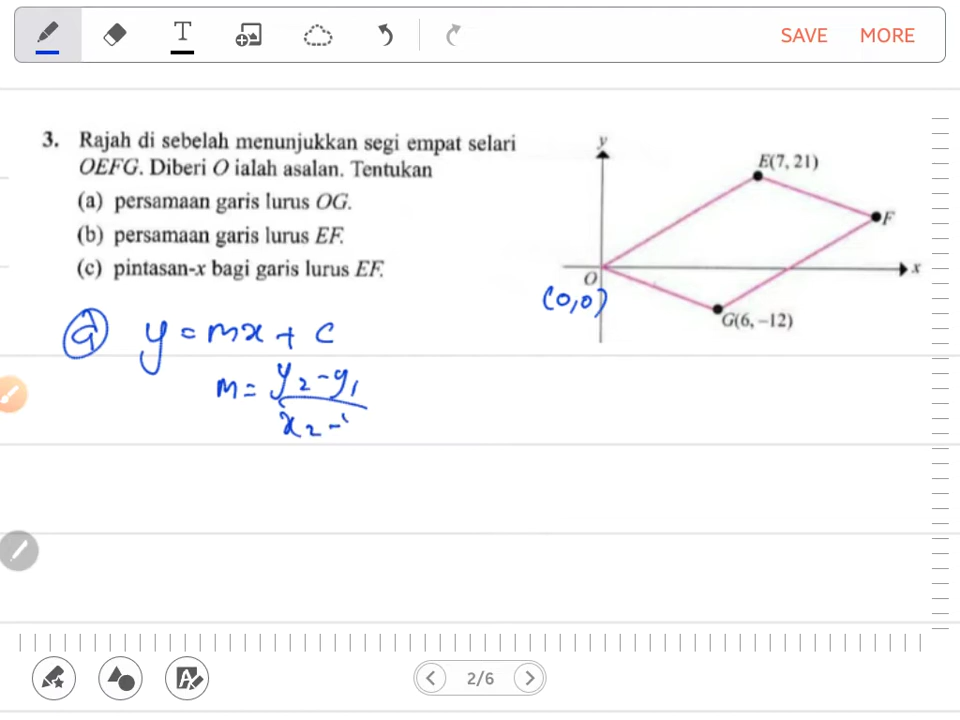 T
SAVE
MORE
3. Rajah di sebelah menunjukkan segi empat selari
OEFG. Diberi O ialah asalan. Tentukan
(a) persamaan garis lurus OG.
(b) persamaan garis lurus EF.
(c) pintasan-x bagi garis lurus EF.
y
E(7, 21)
F
x
O
(0,0)
G(6, −12)
a) y = mx + c
m = y₂ - y₁
x₂ -
2/6